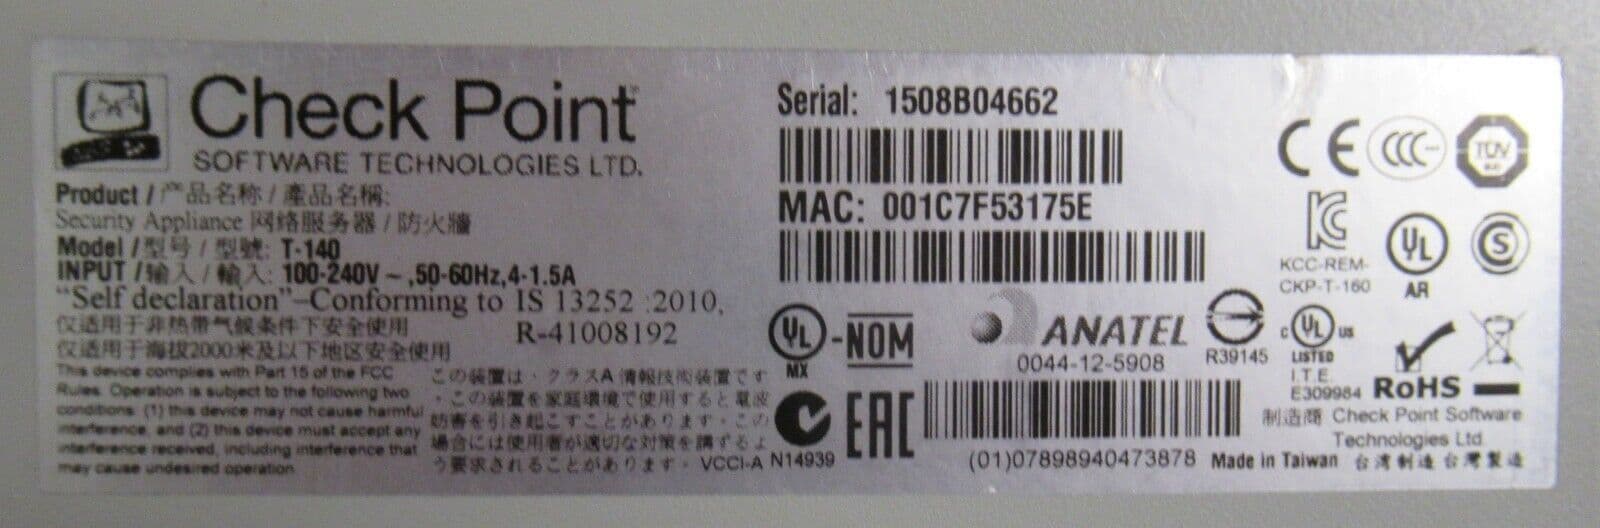 Check Point
SOFTWARE TECHNOLOGIES LTD.
Product / 产品名称 / 產品名稱:
Security Appliance 网络服务器 / 防火牆
Model / 型号 / 型號: T-140
INPUT / 输入 / 輸入: 100-240V ~ ,50-60Hz,4-1.5A
“Self declaration”–Conforming to IS 13252 :2010,
R-41008192
仅适用于非热带气候条件下安全使用
仅适用于海拔2000米及以下地区安全使用
This device complies with Part 15 of the FCC
Rules. Operation is subject to the following two
conditions: (1) this device may not cause harmful
interference, and (2) this device must accept any
interference received, including interference that
may cause undesired operation.
この装置は、クラスA 情報技術装置です
。この装置を家庭環境で使用すると電波
妨害を引き起こすことがあります。この
場合には使用者が適切な対策を講ずるよ
う要求されることがあります。 VCCI-A
Serial: 1508B04662
MAC: 001C7F53175E
UL
MX
-NOM
ANATEL
0044-12-5908
R39145
N14939
EAC
(01)07898940473878
Made in Taiwan 台湾制造 台灣製造
CE
CCC
TÜV
KC
KCC-REM-
CKP-T-160
UL
AR
S
c UL us
LISTED
I.T.E.
E309984
RoHS
制造商 Check Point Software
Technologies Ltd.